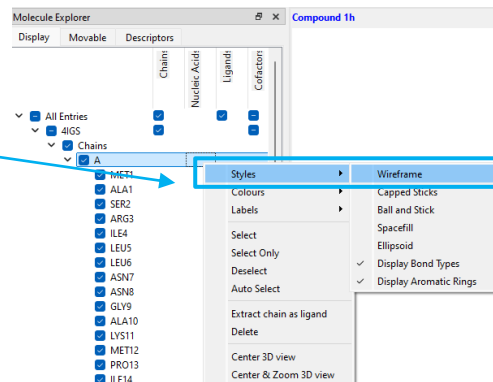 Molecule Explorer
Compound 1h
Display Movable Descriptors
Chains
Nucleic Acids
Ligands
Cofactors
All Entries
4IGS
Chains
A
MET1
ALA1
SER2
ARG3
ILE4
LEU5
LEU6
ASN7
ASN8
GLY9
ALA10
LYS11
MET12
PRO13
ILE14
Styles
Colours
Labels
Select
Select Only
Deselect
Auto Select
Extract chain as ligand
Delete
Center 3D view
Center & Zoom 3D view
Wireframe
Capped Sticks
Ball and Stick
Spacefill
Ellipsoid
Display Bond Types
Display Aromatic Rings